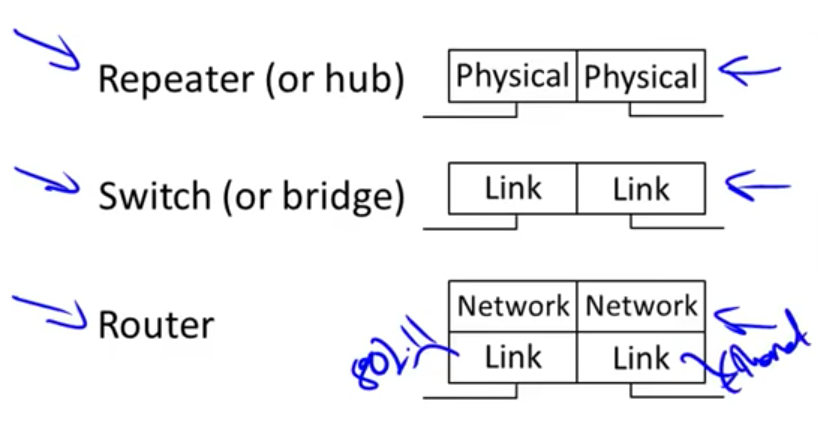 Repeater (or hub) Physical Physical
Switch (or bridge) Link Link
Network Network
Router
802.11 Link Link Ethernet